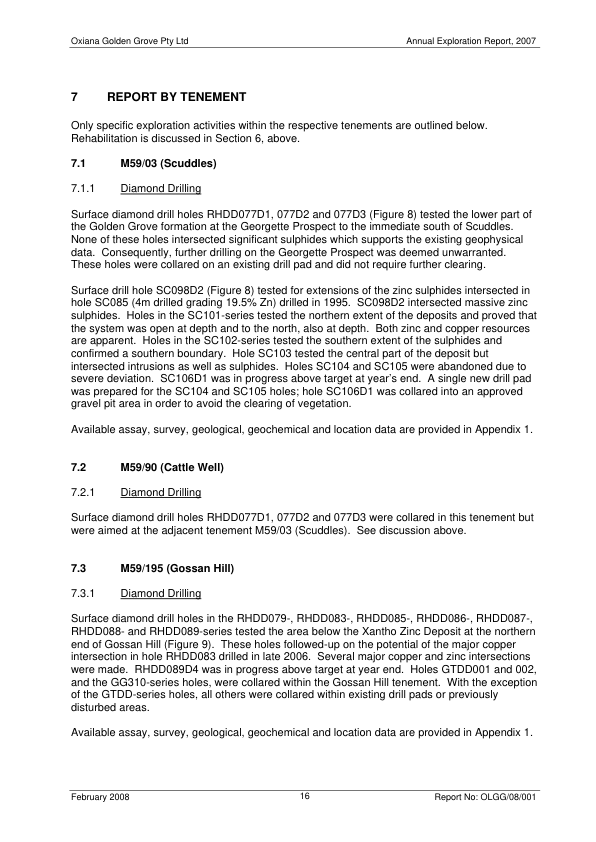 Oxiana Golden Grove Pty Ltd Annual Exploration Report, 2007
7 REPORT BY TENEMENT
Only specific exploration activities within the respective tenements are outlined below.
Rehabilitation is discussed in Section 6, above.
7.1 M59/03 (Scuddles)
7.1.1 Diamond Drilling
Surface diamond drill holes RHDD077D1, 077D2 and 077D3 (Figure 8) tested the lower part of
the Golden Grove formation at the Georgette Prospect to the immediate south of Scuddles.
None of these holes intersected significant sulphides which supports the existing geophysical
data. Consequently, further drilling on the Georgette Prospect was deemed unwarranted.
These holes were collared on an existing drill pad and did not require further clearing.
Surface drill hole SC098D2 (Figure 8) tested for extensions of the zinc sulphides intersected in
hole SC085 (4m drilled grading 19.5% Zn) drilled in 1995. SC098D2 intersected massive zinc
sulphides. Holes in the SC101-series tested the northern extent of the deposits and proved that
the system was open at depth and to the north, also at depth. Both zinc and copper resources
are apparent. Holes in the SC102-series tested the southern extent of the sulphides and
confirmed a southern boundary. Hole SC103 tested the central part of the deposit but
intersected intrusions as well as sulphides. Holes SC104 and SC105 were abandoned due to
severe deviation. SC106D1 was in progress above target at year's end. A single new drill pad
was prepared for the SC104 and SC105 holes; hole SC106D1 was collared into an approved
gravel pit area in order to avoid the clearing of vegetation.
Available assay, survey, geological, geochemical and location data are provided in Appendix 1.
7.2 M59/90 (Cattle Well)
7.2.1 Diamond Drilling
Surface diamond drill holes RHDD077D1, 077D2 and 077D3 were collared in this tenement but
were aimed at the adjacent tenement M59/03 (Scuddles). See discussion above.
7.3 M59/195 (Gossan Hill)
7.3.1 Diamond Drilling
Surface diamond drill holes in the RHDD079-, RHDD083-, RHDD085-, RHDD086-, RHDD087-,
RHDD088- and RHDD089-series tested the area below the Xantho Zinc Deposit at the northern
end of Gossan Hill (Figure 9). These holes followed-up on the potential of the major copper
intersection in hole RHDD083 drilled in late 2006. Several major copper and zinc intersections
were made. RHDD089D4 was in progress above target at year end. Holes GTDD001 and 002,
and the GG310-series holes, were collared within the Gossan Hill tenement. With the exception
of the GTDD-series holes, all others were collared within existing drill pads or previously
disturbed areas.
Available assay, survey, geological, geochemical and location data are provided in Appendix 1.
February 2008 16 Report No: OLGG/08/001